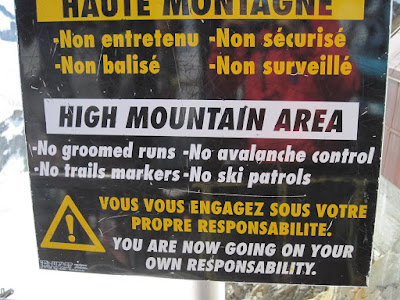 HAUTE MONTAGNE
-Non entretenu -Non sécurisé
-Non balisé -Non surveillé
HIGH MOUNTAIN AREA
-No groomed runs -No avalanche control
-No trails markers -No ski patrols
VOUS VOUS ENGAGEZ SOUS VOTRE
PROPRE RESPONSABILITE.
YOU ARE NOW GOING ON YOUR
OWN RESPONSABILITY.